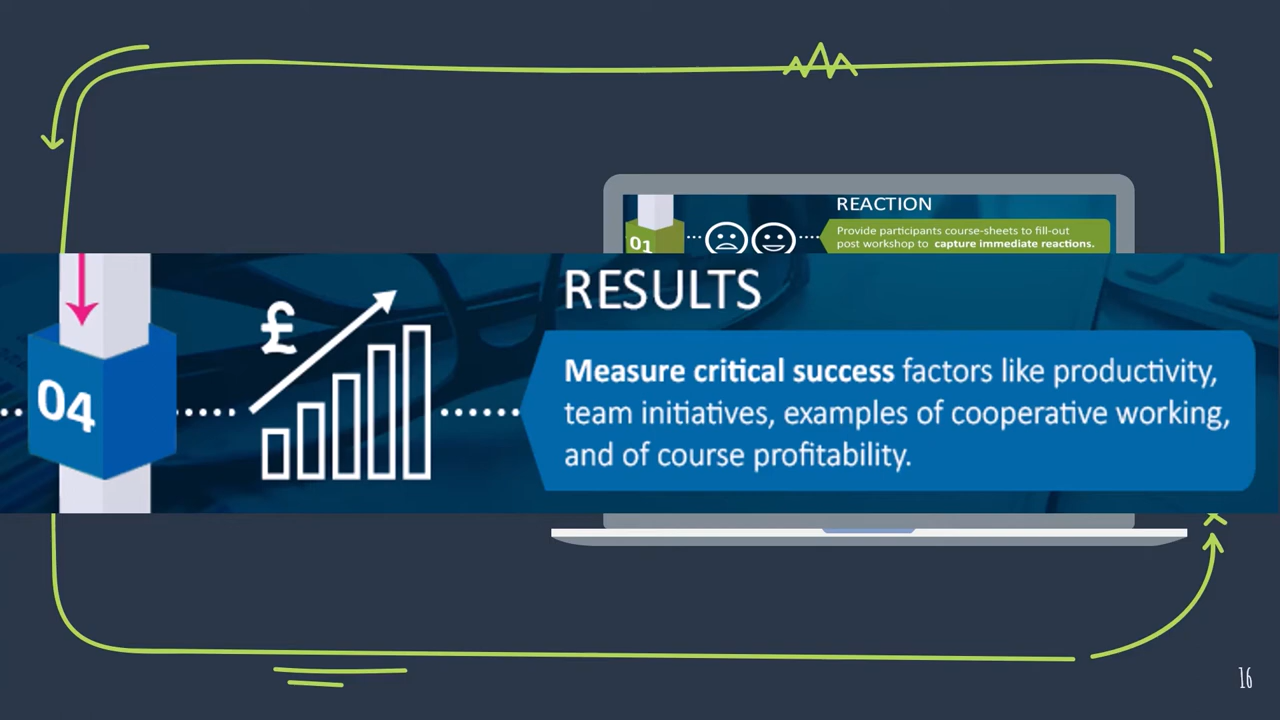 REACTION
01
Provide participants course-sheets to fill-out
post workshop to capture immediate reactions.
RESULTS
04
£
Measure critical success factors like productivity,
team initiatives, examples of cooperative working,
and of course profitability.
16